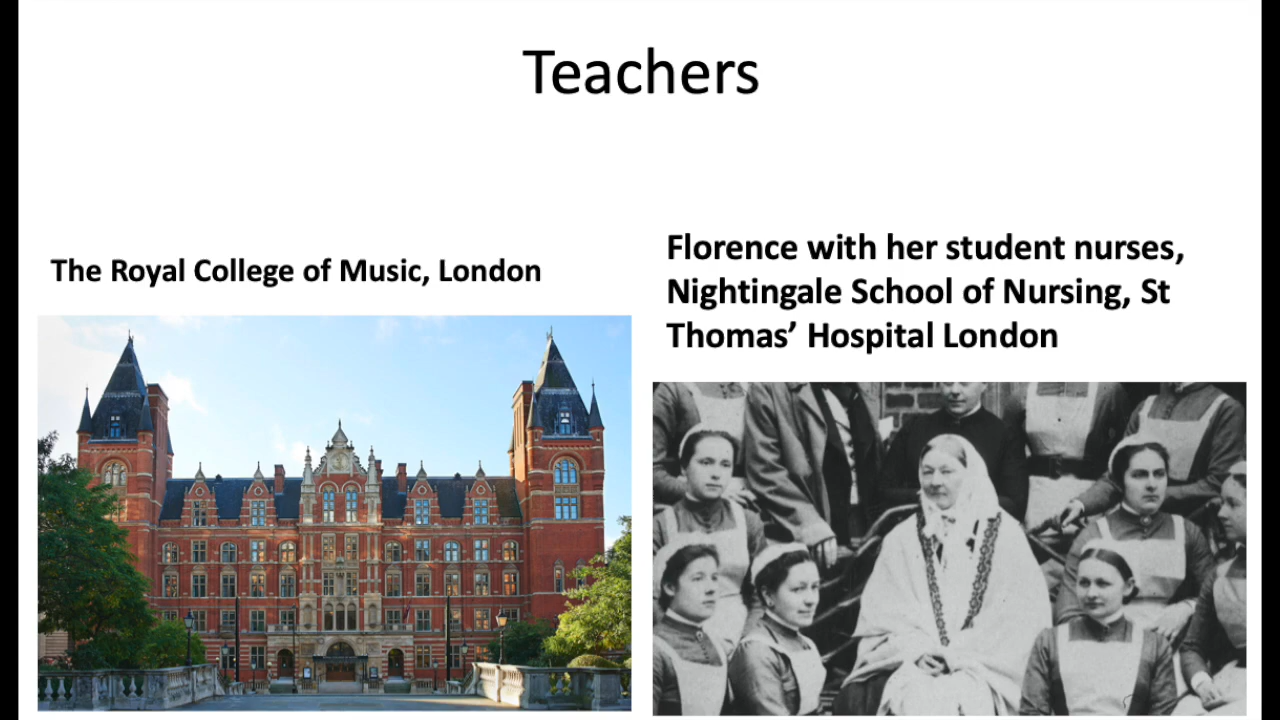 Teachers
The Royal College of Music, London
Florence with her student nurses,
Nightingale School of Nursing, St
Thomas’ Hospital London